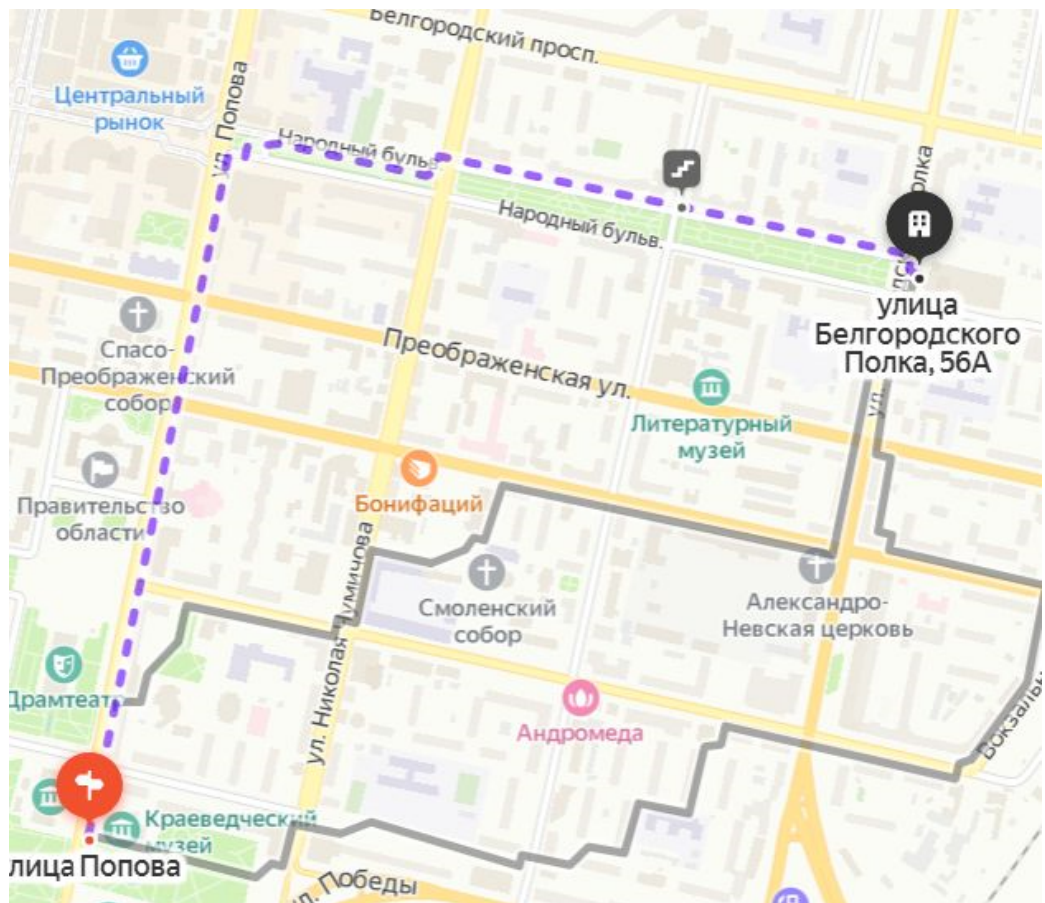 Белгородский просп.
Центральный
рынок
ул. Попова
Народный бульв.
Народный бульв.
улица
Белгородского
Полка, 56А
ул.
Спасо-
Преображенский
собор
Преображенская ул.
Литературный
музей
Правительство
области
Бонифаций
Смоленский
собор
Александро-
Невская церковь
ул. Николая Чумичова
Драмтеатр
Андромеда
Краеведческий
музей
лица Попова
ул. Победы